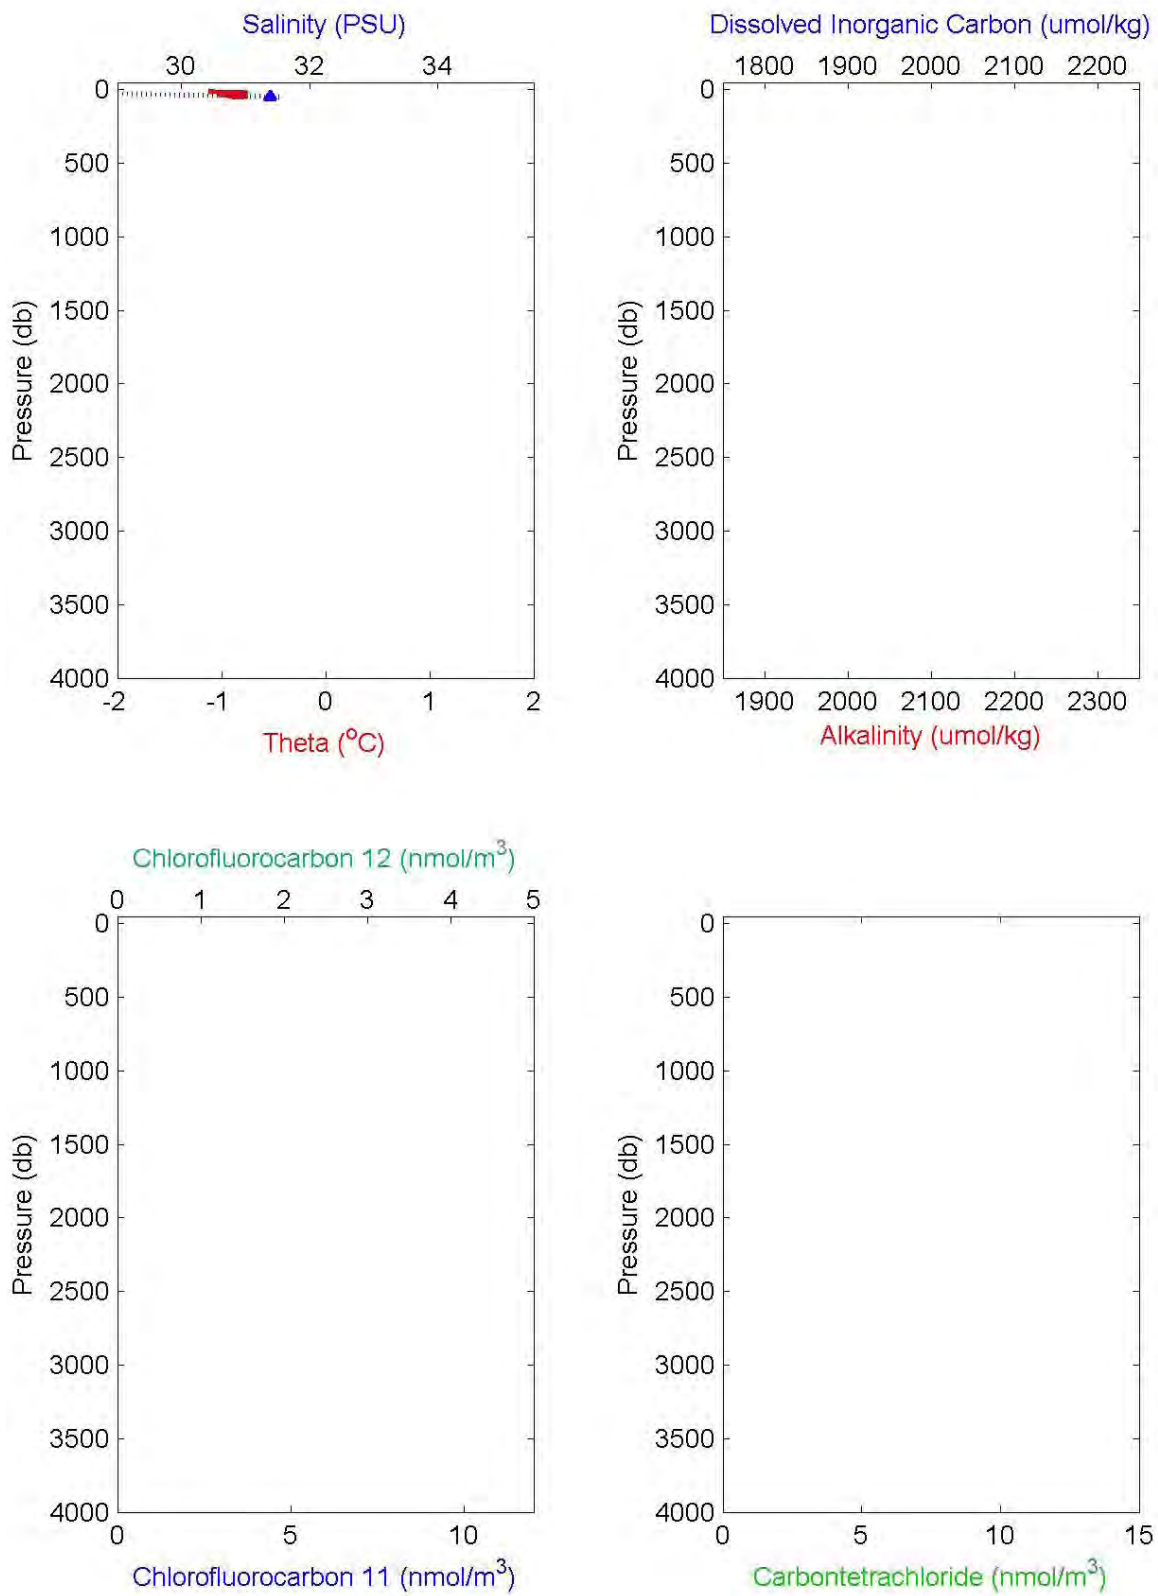 Salinity (PSU)
30 32 34
0
500
1000
1500
2000
2500
3000
3500
4000
Pressure (db)
-2 -1 0 1 2
Theta (°C)
Dissolved Inorganic Carbon (umol/kg)
1800 1900 2000 2100 2200
0
500
1000
1500
2000
2500
3000
3500
4000
Pressure (db)
1900 2000 2100 2200 2300
Alkalinity (umol/kg)
Chlorofluorocarbon 12 (nmol/m³)
0 1 2 3 4 5
0
500
1000
1500
2000
2500
3000
3500
4000
Pressure (db)
0 5 10
Chlorofluorocarbon 11 (nmol/m³)
0
500
1000
1500
2000
2500
3000
3500
4000
Pressure (db)
0 5 10 15
Carbontetrachloride (nmol/m³)